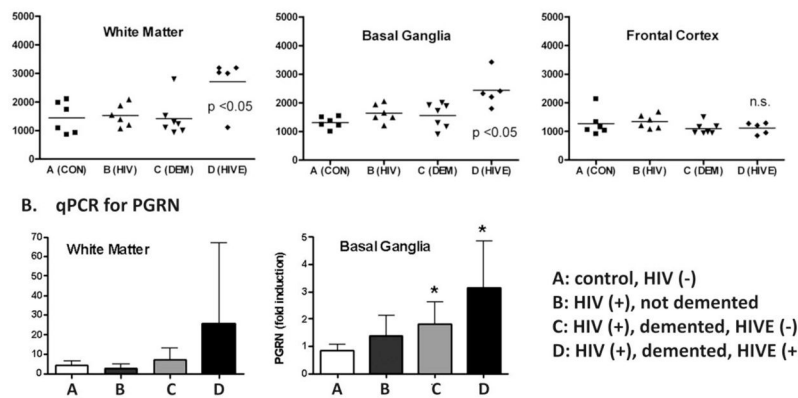 White Matter
5000
4000
3000
2000
1000
0
p <0.05
A (CON) B (HIV) C (DEM) D (HIVE)
Basal Ganglia
5000
4000
3000
2000
1000
0
p <0.05
A (CON) B (HIV) C (DEM) D (HIVE)
Frontal Cortex
5000
4000
3000
2000
1000
0
n.s.
A (CON) B (HIV) C (DEM) D (HIVE)
B. qPCR for PGRN
White Matter
70
60
50
40
30
20
10
0
A B C D
Basal Ganglia
PGRN (fold induction)
5
4
3
2
1
0
*
*
A B C D
A: control, HIV (-)
B: HIV (+), not demented
C: HIV (+), demented, HIVE (-)
D: HIV (+), demented, HIVE (+